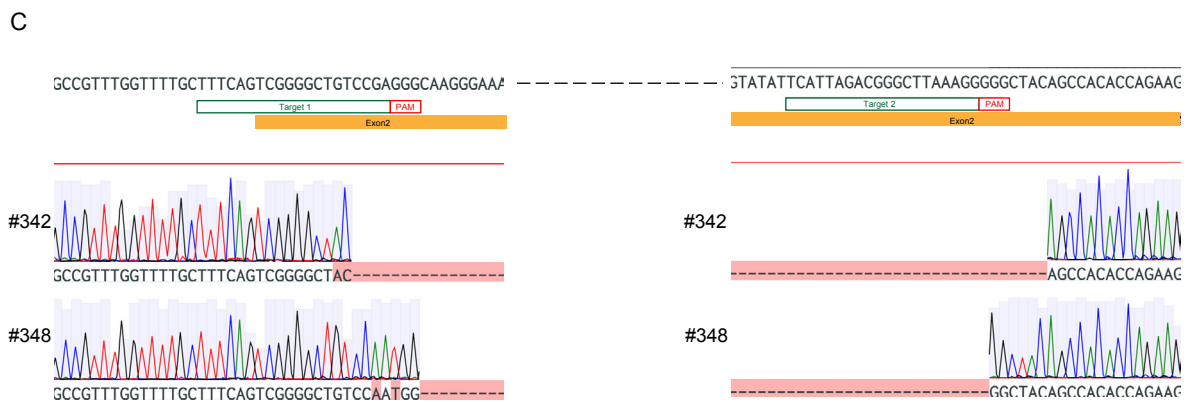 C
GCCGTTTGGTTTTGCTTTCAGTCGGGGCTGTCCGAGGGCAAGGGAAA — — — — — — — — — GTATATTCATTAGACGGGCTTAAAGGGGGCTACAGCCACACCAGAAG
Target 1 PAM Target 2 PAM
Exon2 Exon2
#342 #342
GCCGTTTGGTTTTGCTTTCAGTCGGGGCTAC---------------- ---------------------------------AGCCACACCAGAAG
#348 #348
GCCGTTTGGTTTTGCTTTCAGTCGGGGCTGTCCAATGG--------- ---------------------------GGCTACAGCCACACCAGAAG